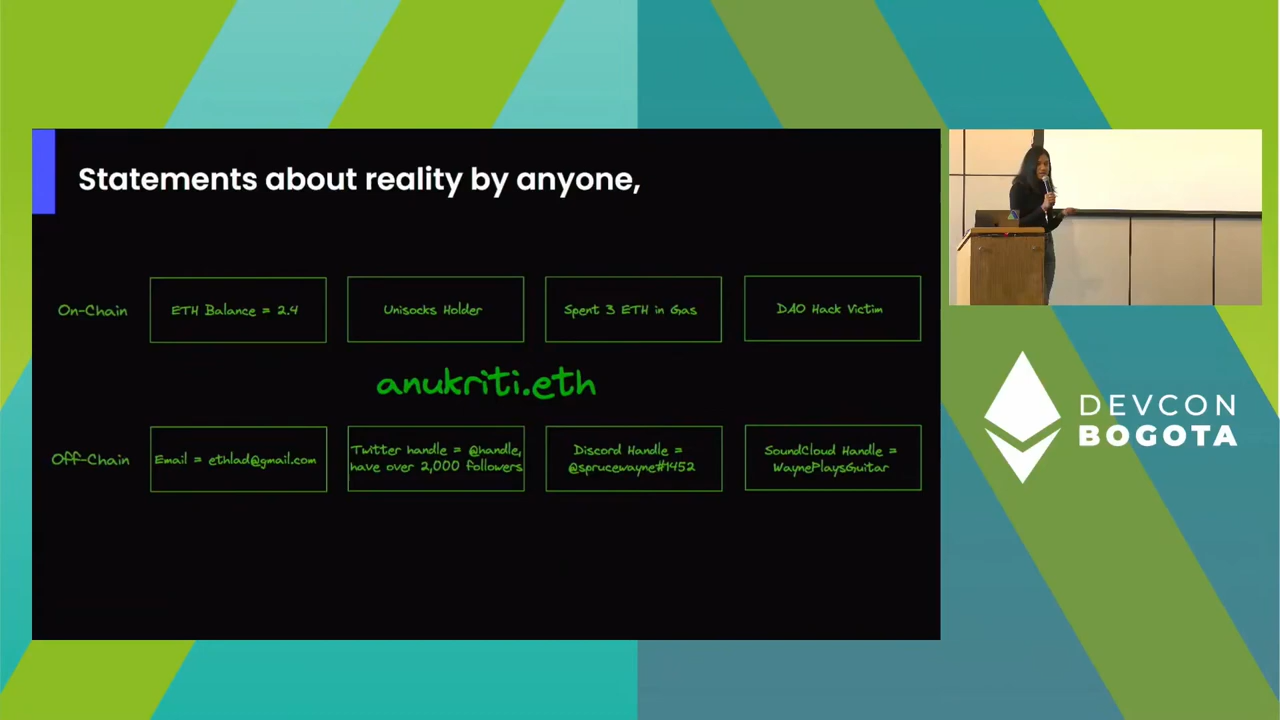 Statements about reality by anyone,
On-Chain
ETH Balance = 2.4
Unisocks Holder
Spent 3 ETH in Gas
DAO Hack Victim
anukriti.eth
Off-Chain
Email = ethlad@gmail.com
Twitter handle = @handle,
have over 2,000 followers
Discord Handle =
@sprucewayne#1452
SoundCloud Handle =
WaynePlaysGuitar
DEVCON
BOGOTA